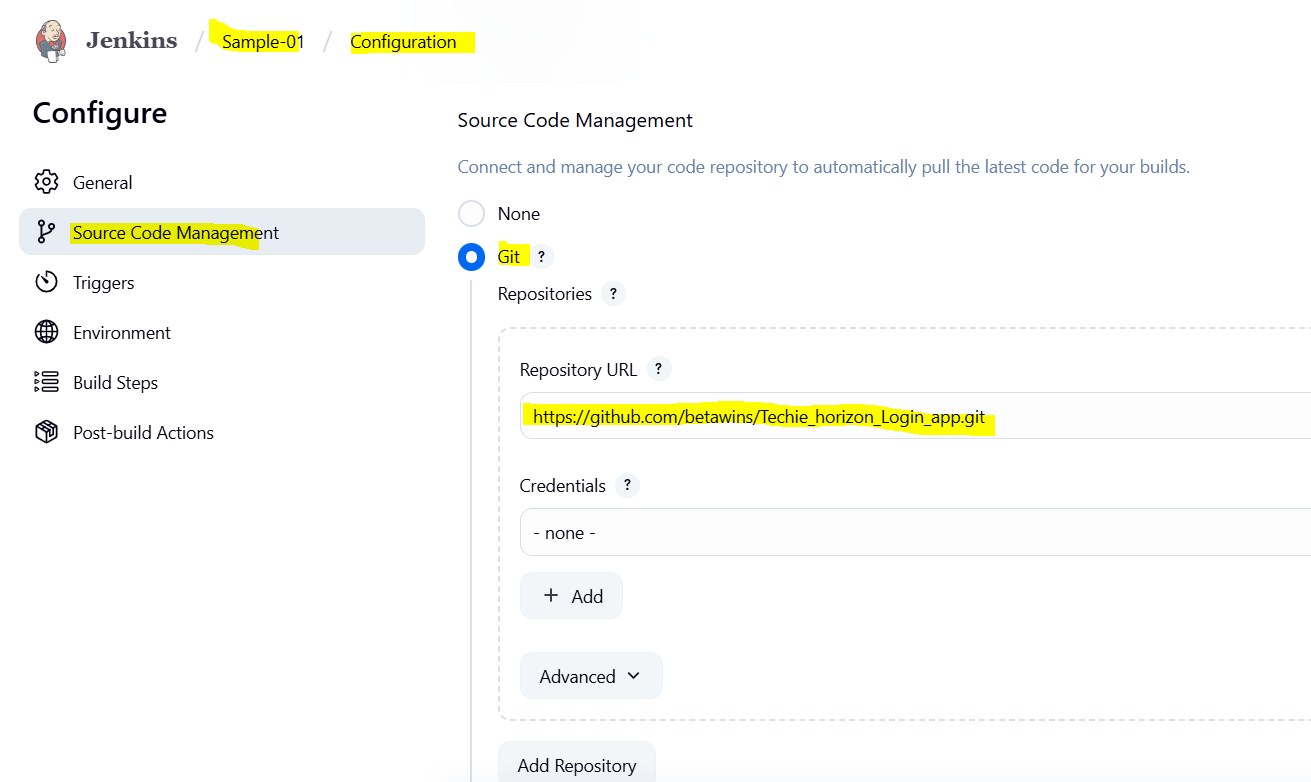 Jenkins / Sample-01 / Configuration
Configure
General
Source Code Management
Triggers
Environment
Build Steps
Post-build Actions
Source Code Management
Connect and manage your code repository to automatically pull the latest code for your builds.
None
Git ?
Repositories ?
Repository URL ?
https://github.com/betawins/Techie_horizon_Login_app.git
Credentials ?
- none -
+ Add
Advanced
Add Repository